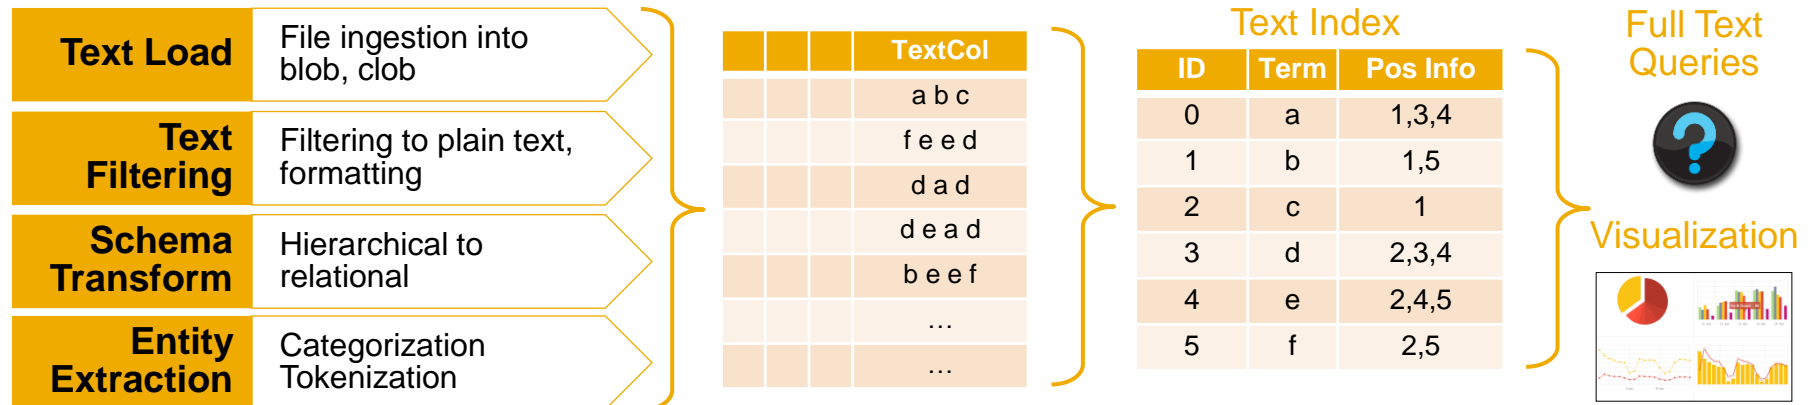 Text Load
File ingestion into
blob, clob
Text
Filtering
Filtering to plain text,
formatting
Schema
Transform
Hierarchical to
relational
Entity
Extraction
Categorization
Tokenization
TextCol
a b c
f e e d
d a d
d e a d
b e e f
…
…
Text Index
ID Term Pos Info
0 a 1,3,4
1 b 1,5
2 c 1
3 d 2,3,4
4 e 2,4,5
5 f 2,5
Full Text
Queries
?
Visualization